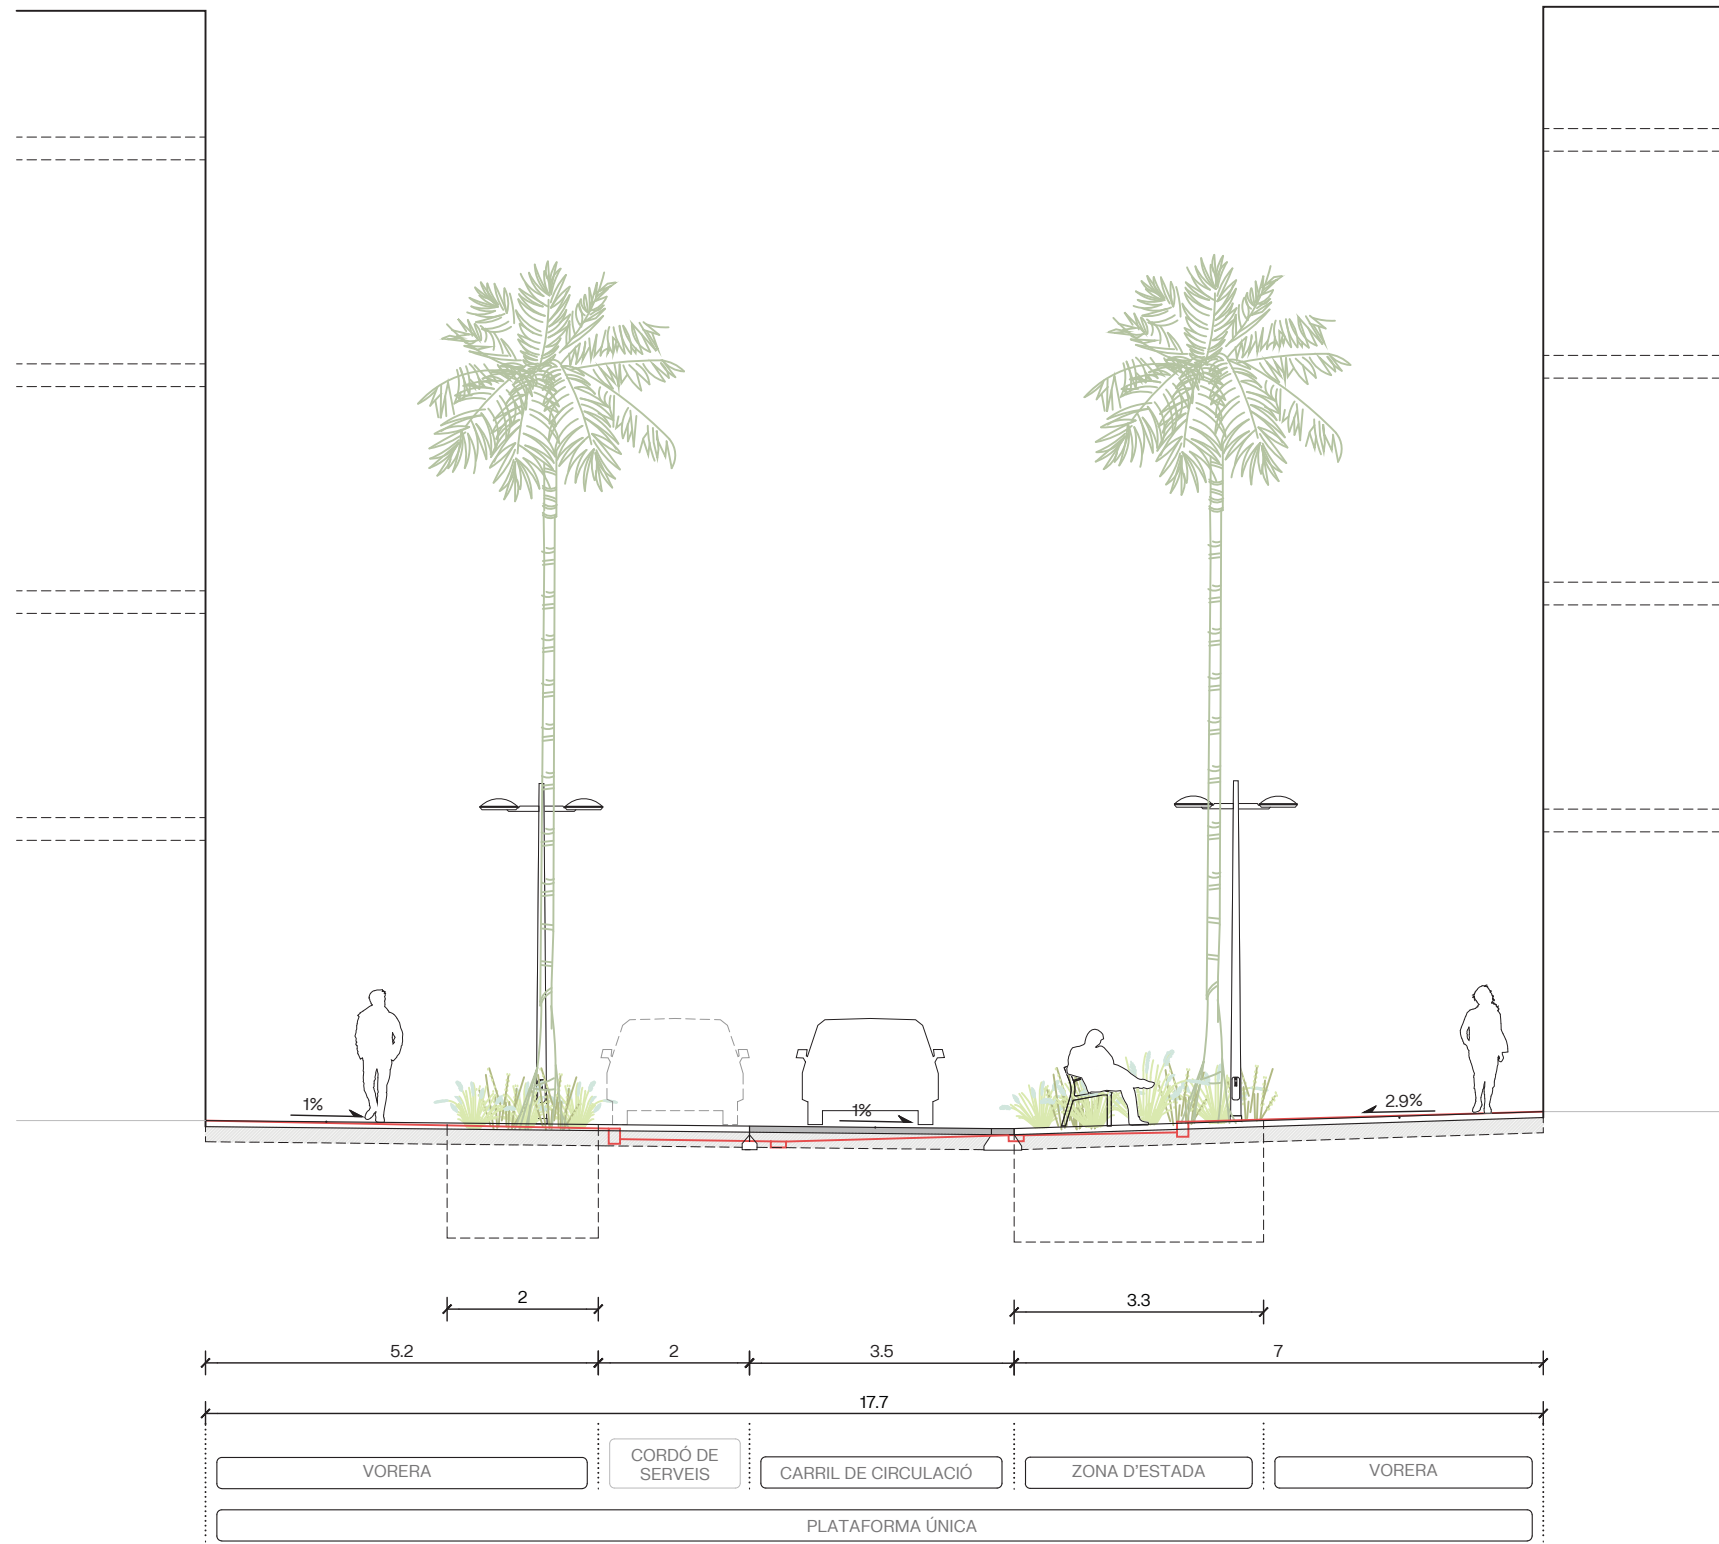 1%
1%
2.9%
2
3.3
5.2
2
3.5
7
17.7
VORERA
CORDÓ DE
SERVEIS
CARRIL DE CIRCULACIÓ
ZONA D'ESTADA
VORERA
PLATAFORMA ÚNICA